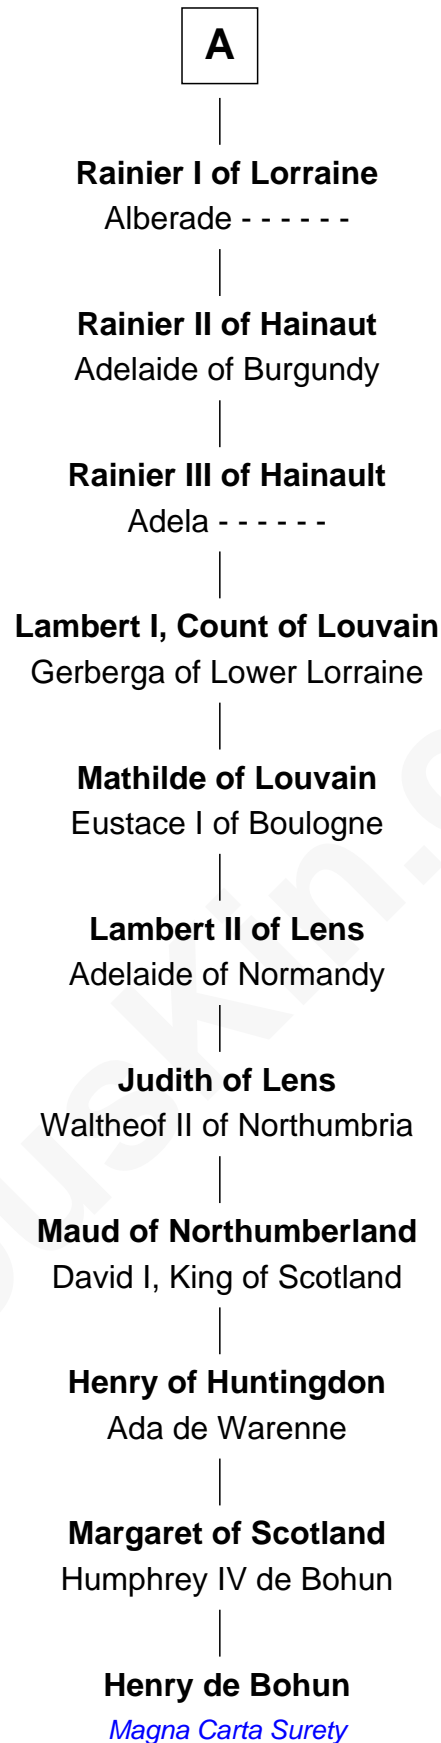 A
Rainier I of Lorraine
Alberade - - - - - -
Rainier II of Hainaut
Adelaide of Burgundy
Rainier III of Hainault
Adela - - - - - -
Lambert I, Count of Louvain
Gerberga of Lower Lorraine
Mathilde of Louvain
Eustace I of Boulogne
Lambert II of Lens
Adelaide of Normandy
Judith of Lens
Waltheof II of Northumbria
Maud of Northumberland
David I, King of Scotland
Henry of Huntingdon
Ada de Warenne
Margaret of Scotland
Humphrey IV de Bohun
Henry de Bohun
Magna Carta Surety